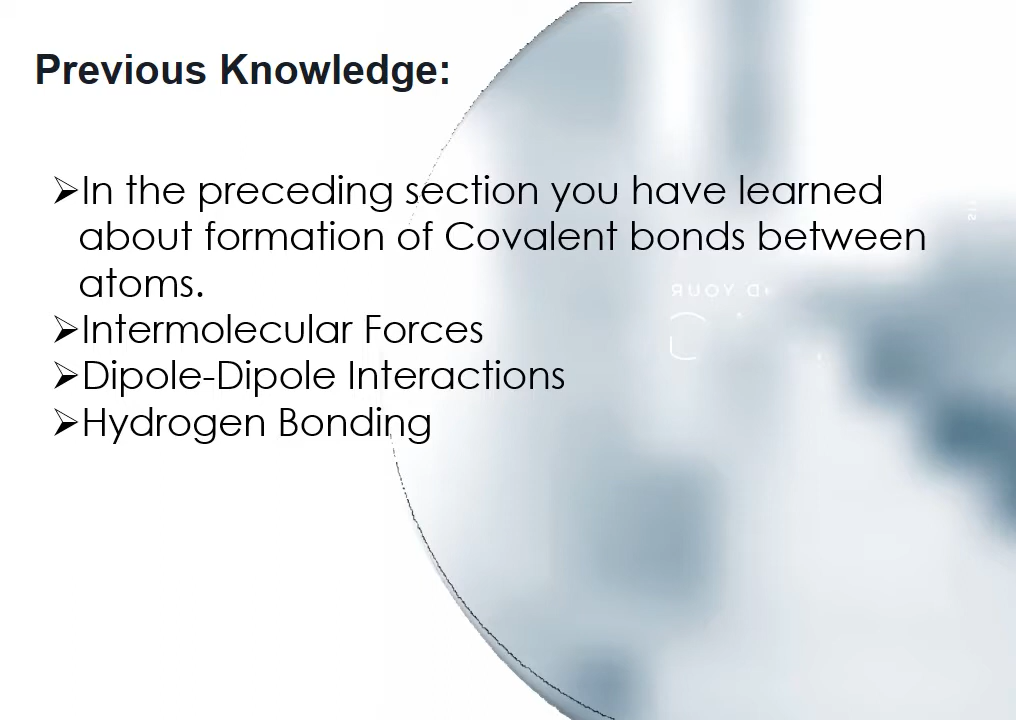 Previous Knowledge:
➢In the preceding section you have learned
about formation of Covalent bonds between
atoms.
➢Intermolecular Forces
➢Dipole-Dipole Interactions
➢Hydrogen Bonding